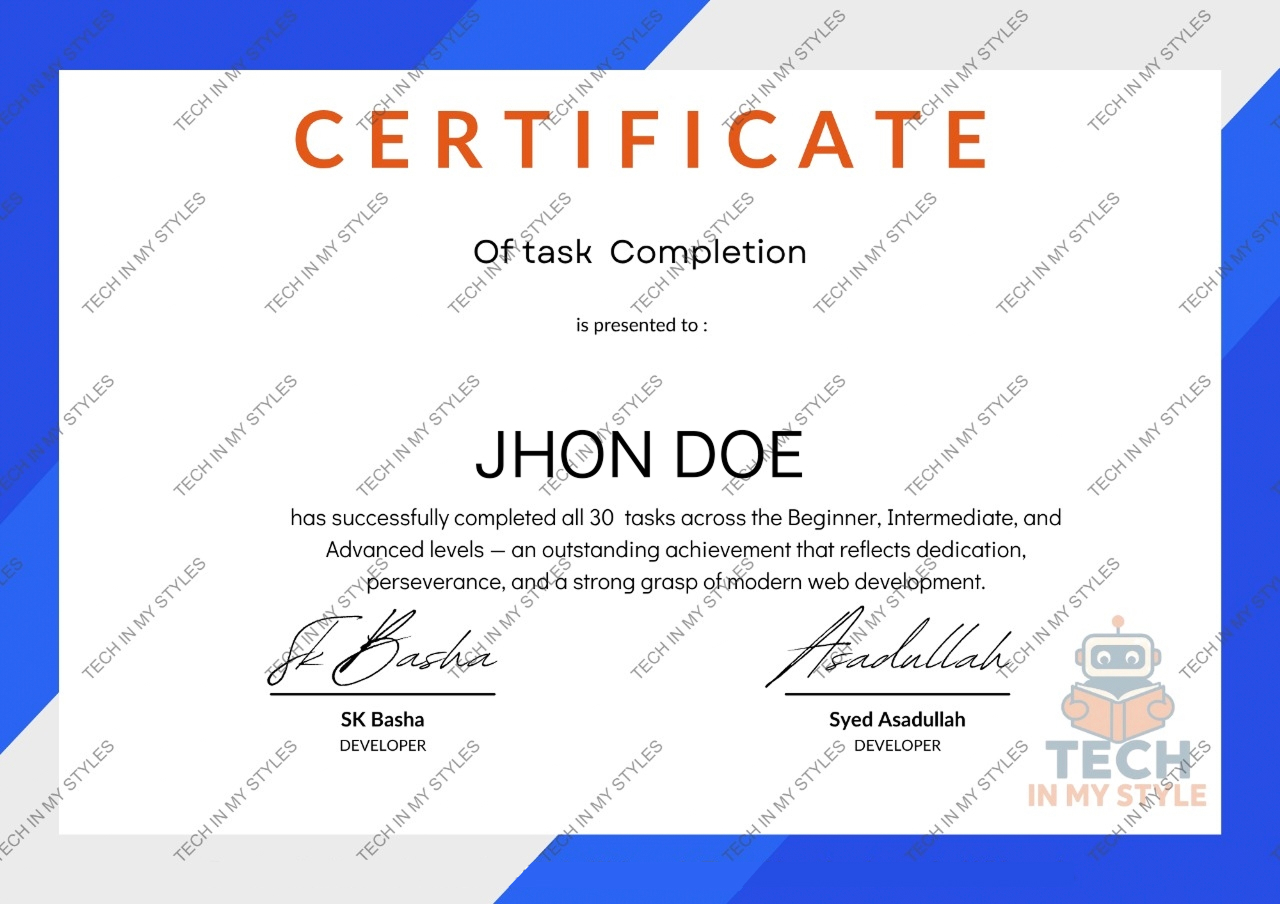 CERTIFICATE
Of task Completion
is presented to :
JHON DOE
has successfully completed all 30 tasks across the Beginner, Intermediate, and
Advanced levels — an outstanding achievement that reflects dedication,
perseverance, and a strong grasp of modern web development.
Sk Basha
Asadullah
SK Basha
Syed Asadullah
DEVELOPER
DEVELOPER
TECH
IN MY STYLE
TECH IN MY STYLES